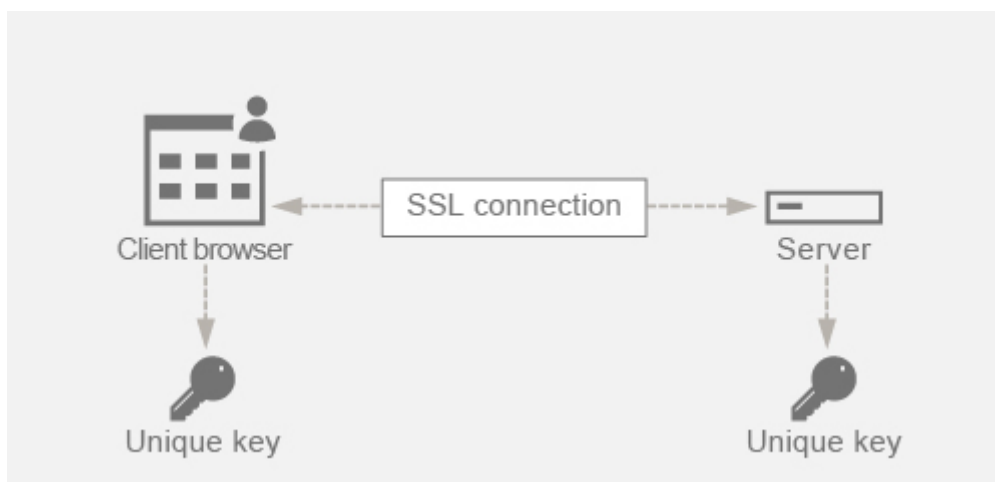 SSL connection
Client browser
Server
Unique key
Unique key